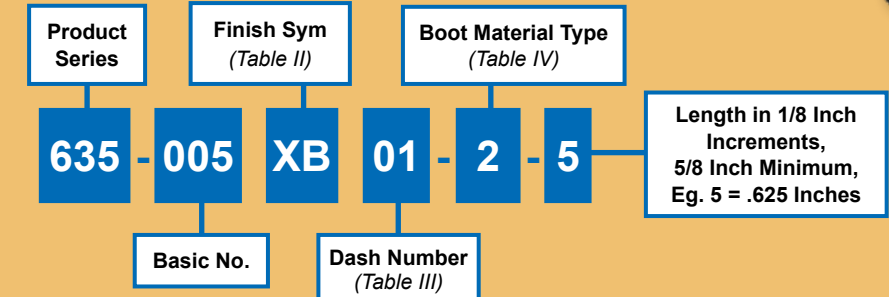 Product
Series
Finish Sym
(Table II)
Boot Material Type
(Table IV)
635 - 005 XB 01 - 2 - 5
Length in 1/8 Inch
Increments,
5/8 Inch Minimum,
Eg. 5 = .625 Inches
Basic No.
Dash Number
(Table III)